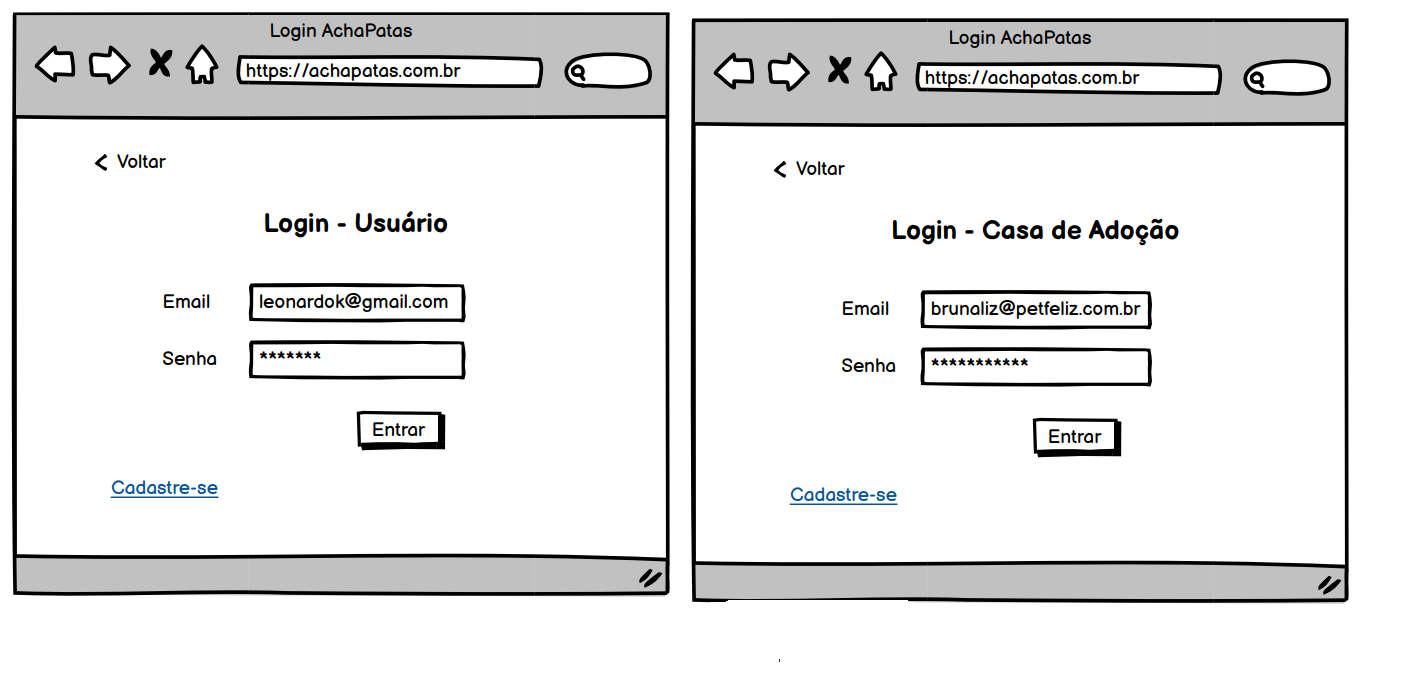 Login AchaPatas
https://achapatas.com.br
Voltar
Login - Usuário
Email leonardok@gmail.com
Senha *******
Entrar
Cadastre-se
Login AchaPatas
https://achapatas.com.br
Voltar
Login - Casa de Adoção
Email brunaliz@petfeliz.com.br
Senha ***********
Entrar
Cadastre-se